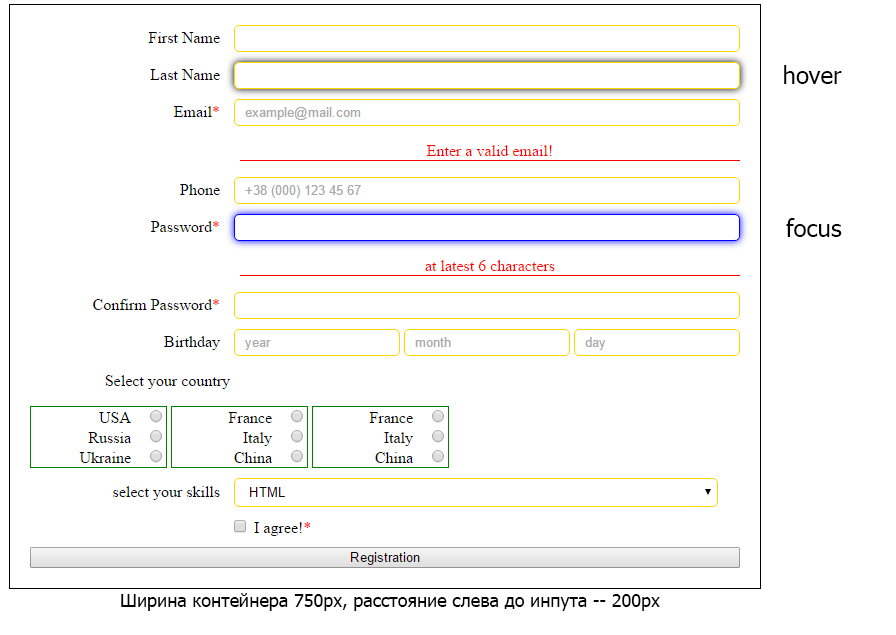 First Name
Last Name
hover
Email*
example@mail.com
Enter a valid email!
Phone
+38 (000) 123 45 67
Password*
focus
at latest 6 characters
Confirm Password*
Birthday year month day
Select your country
USA France France
Russia Italy Italy
Ukraine China China
select your skills HTML
I agree!*
Registration
Ширина контейнера 750px, расстояние слева до инпута -- 200px